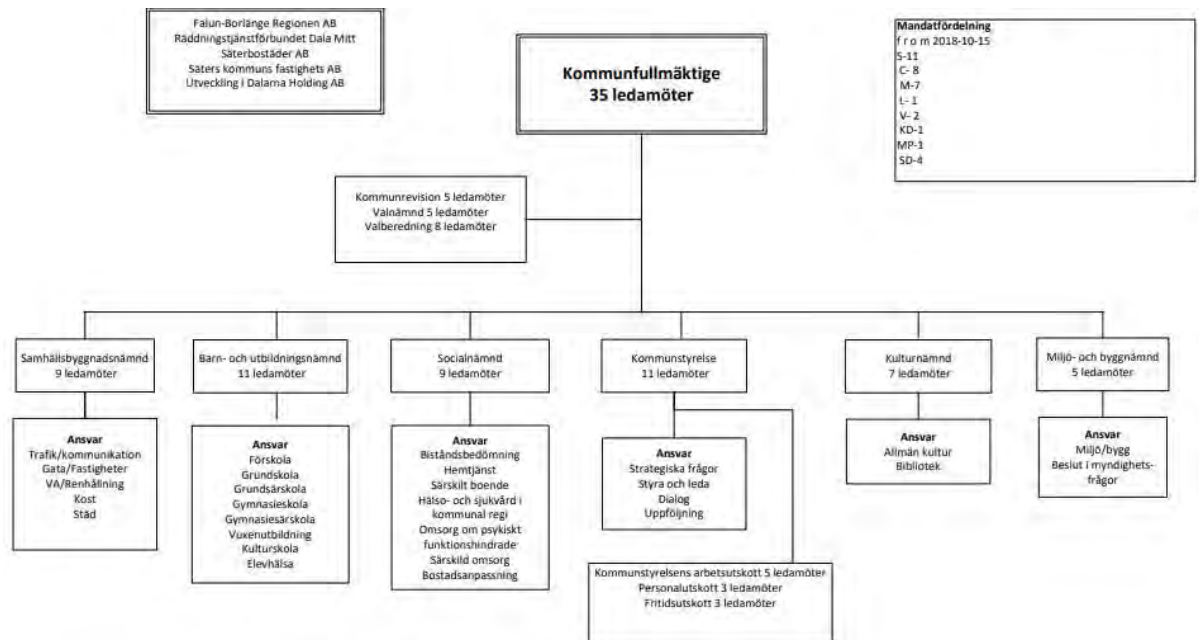 Falun-Borlänge Regionen AB
Räddningstjänstförbundet Dala Mitt
Säterbostäder AB
Säters kommuns fastighets AB
Utveckling i Dalarna Holding AB
Kommunfullmäktige
35 ledamöter
Mandatfördelning
f r o m 2018-10-15
S-11
C- 8
M-7
L- 1
V- 2
KD-1
MP-1
SD-4
Kommunrevision 5 ledamöter
Valnämnd 5 ledamöter
Valberedning 8 ledamöter
Samhällsbyggnadsnämnd
9 ledamöter
Barn- och utbildningsnämnd
11 ledamöter
Socialnämnd
9 ledamöter
Kommunstyrelse
11 ledamöter
Kulturnämnd
7 ledamöter
Miljö- och byggnämnd
5 ledamöter
Ansvar
Trafik/kommunikation
Gata/Fastigheter
VA/Renhållning
Kost
Städ
Ansvar
Förskola
Grundskola
Grundsärskola
Gymnasieskola
Gymnasiesärskola
Vuxenutbildning
Kulturskola
Elevhälsa
Ansvar
Biståndsbedömning
Hemtjänst
Särskilt boende
Hälso- och sjukvård i
kommunal regi
Omsorg om psykiskt
funktionshindrade
Särskild omsorg
Bostadsanpassning
Ansvar
Strategiska frågor
Styra och leda
Dialog
Uppföljning
Ansvar
Allmän kultur
Bibliotek
Ansvar
Miljö/bygg
Beslut i myndighets-
frågor
Kommunstyrelsens arbetsutskott 5 ledamöter
Personalutskott 3 ledamöter
Fritidsutskott 3 ledamöter